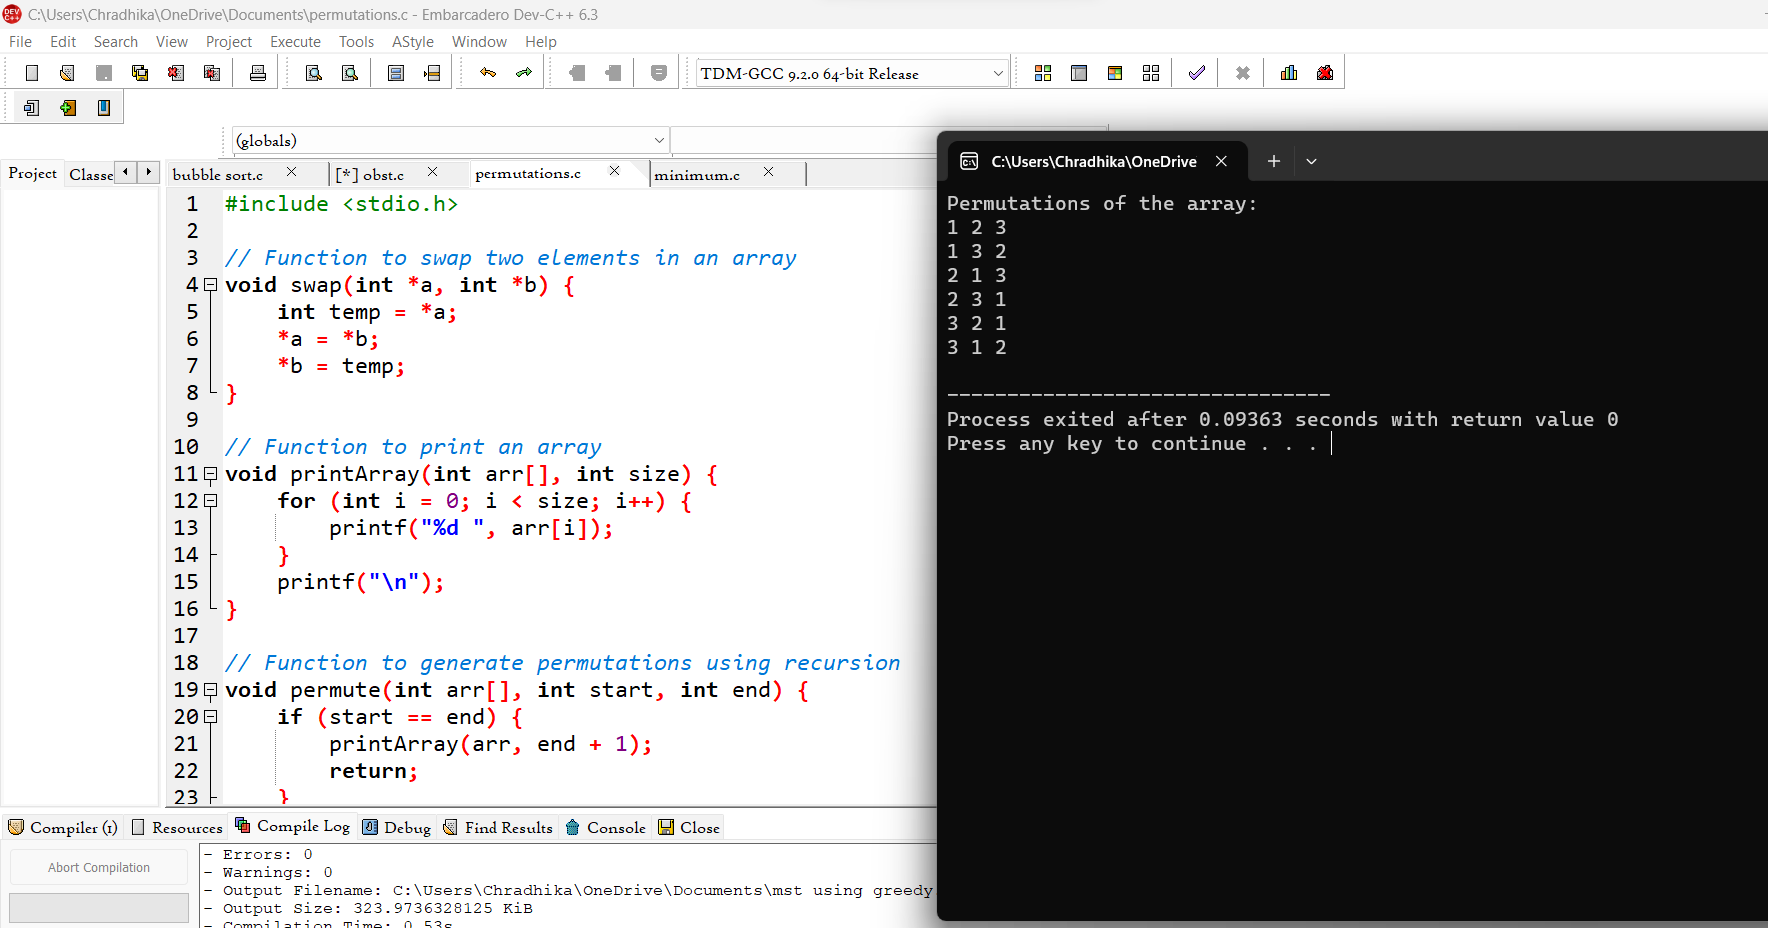 C:\Users\Chradhika\OneDrive\Documents\permutations.c - Embarcadero Dev-C++ 6.3
File Edit Search View Project Execute Tools AStyle Window Help
TDM-GCC 9.2.0 64-bit Release
(globals)
Project Classe
bubble sort.c [*] obst.c permutations.c minimum.c
1 #include <stdio.h>
2
3 // Function to swap two elements in an array
4 void swap(int *a, int *b) {
5 int temp = *a;
6 *a = *b;
7 *b = temp;
8 }
9
10 // Function to print an array
11 void printArray(int arr[], int size) {
12 for (int i = 0; i < size; i++) {
13 printf("%d ", arr[i]);
14 }
15 printf("\n");
16 }
17
18 // Function to generate permutations using recursion
19 void permute(int arr[], int start, int end) {
20 if (start == end) {
21 printArray(arr, end + 1);
22 return;
23 }
C:\Users\Chradhika\OneDrive
Permutations of the array:
1 2 3
1 3 2
2 1 3
2 3 1
3 2 1
3 1 2
--------------------------------
Process exited after 0.09363 seconds with return value 0
Press any key to continue . . .
Compiler (1) Resources Compile Log Debug Find Results Console Close
Abort Compilation
- Errors: 0
- Warnings: 0
- Output Filename: C:\Users\Chradhika\OneDrive\Documents\mst using greedy
- Output Size: 323.9736328125 KiB
- Compilation Time: 0.53s